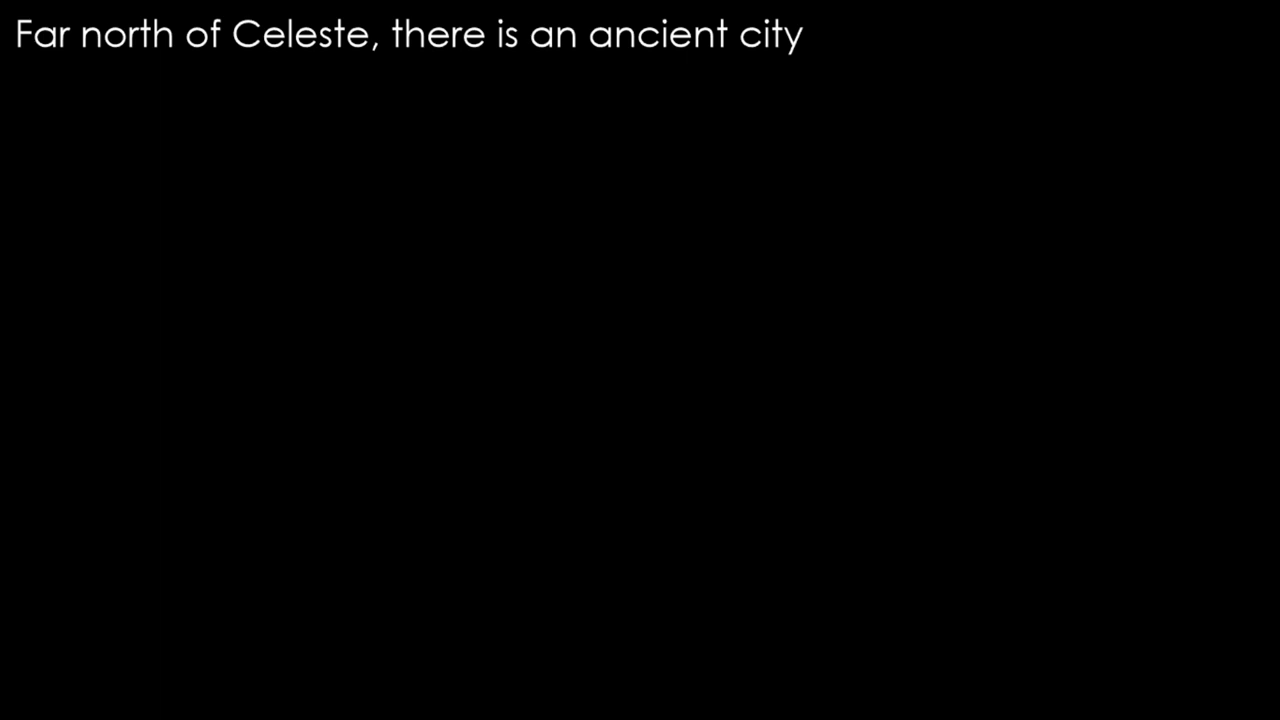 Far north of Celeste, there is an ancient city